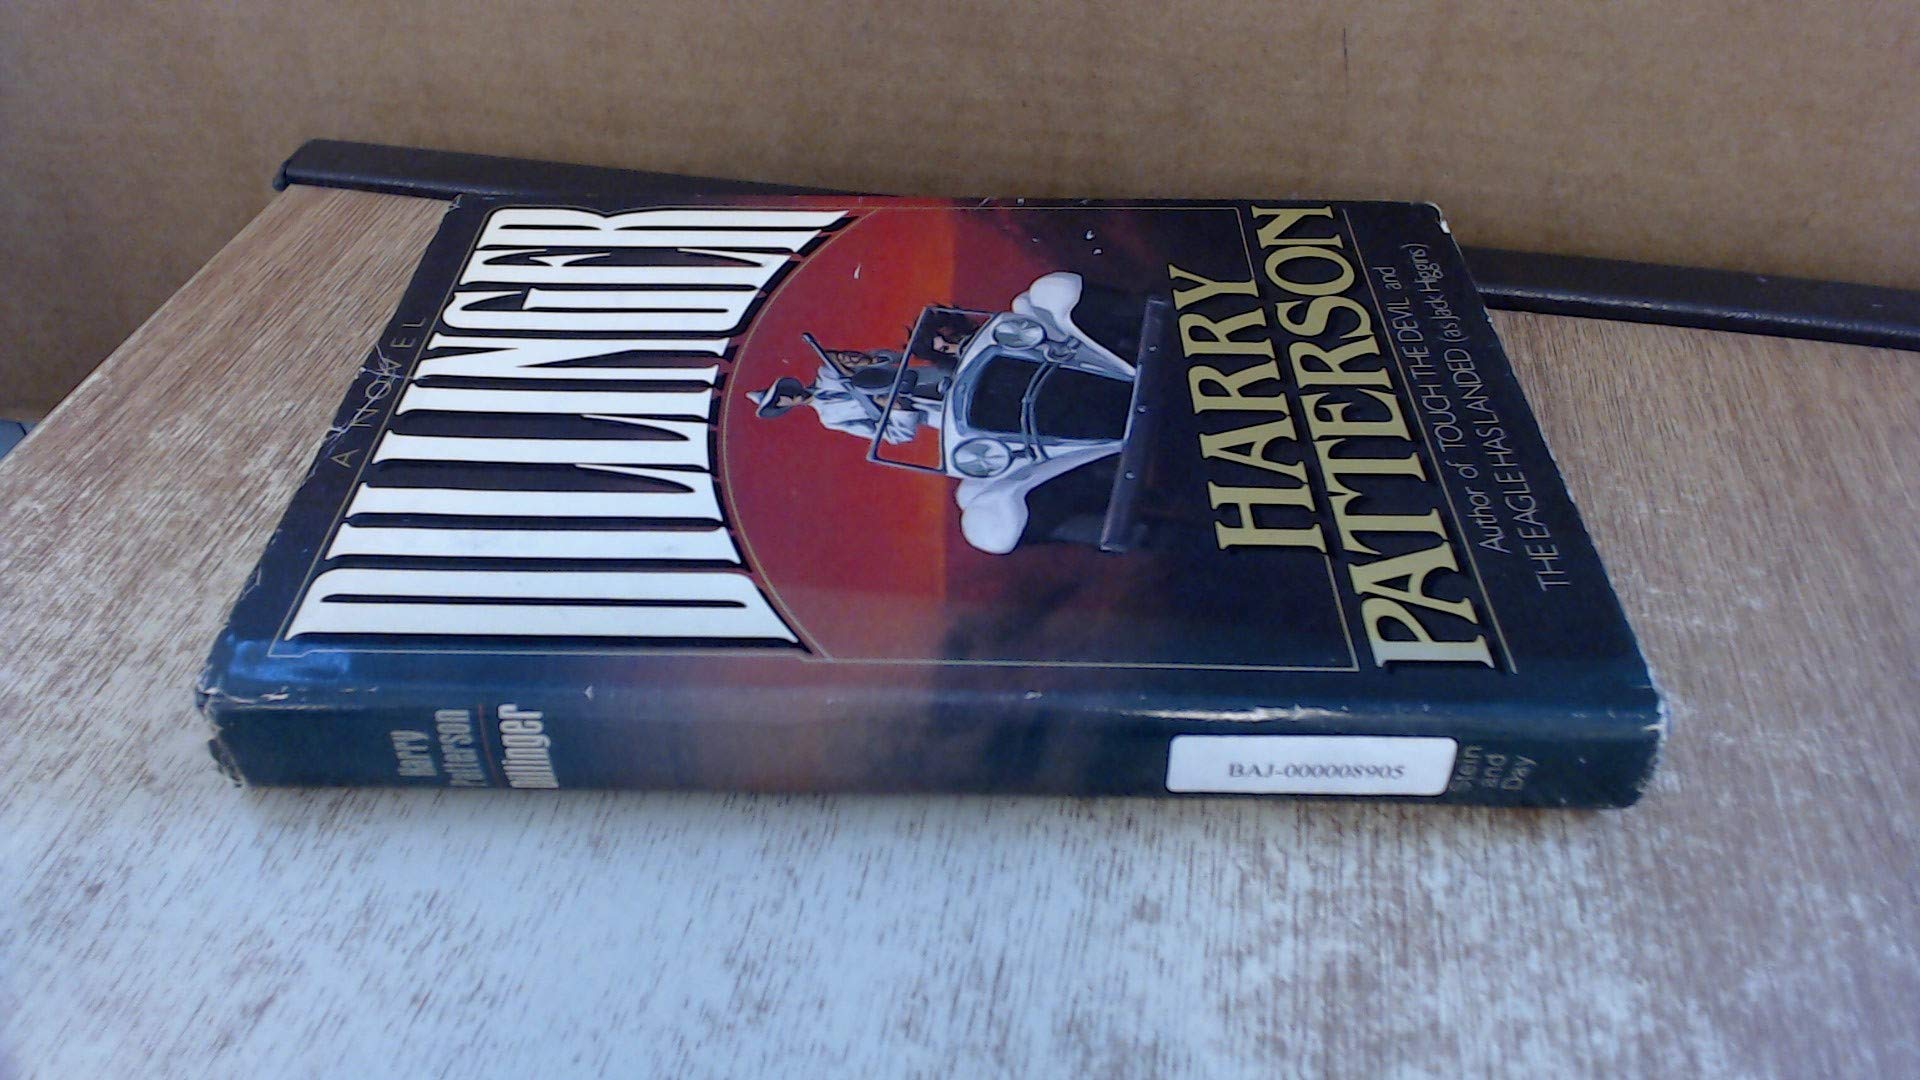 A NOVEL
DILLINGER
HARRY
PATTERSON
Author of TOUCH THE DEVIL and
THE EAGLE HAS LANDED (as Jack Higgins)
Harry
Patterson
Dillinger
BAJ-000008905
Stein
and
Day